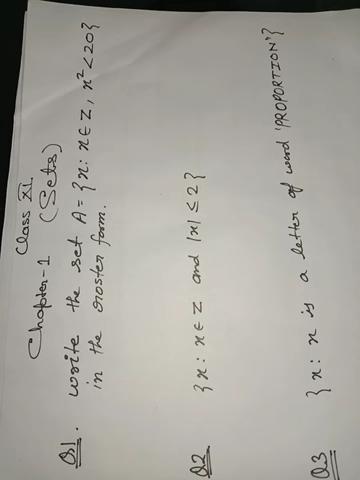 Class XI
Chapter-1 (Sets)
Q1. Write the set A = {x: x ∈ Z, x² < 20}
in the roster form.
Q2 {x: x ∈ Z and |x| ≤ 2}
Q3 {x: x is a letter of word 'PROPORTION'}